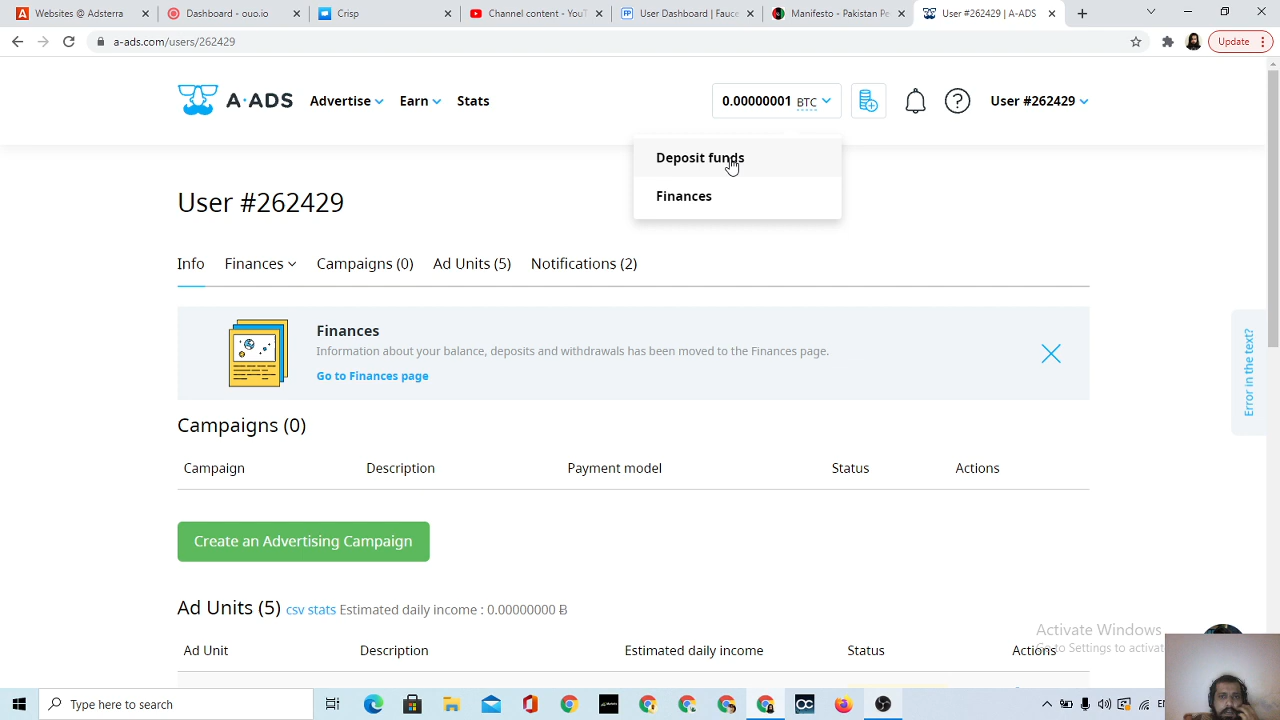 Websites @ Adsterra
Dashboard - ouo.io
Crisp
Channel content - YouT
User Dashboard | Fauce
Manifesto - Pakistan Pe
User #262429 | A-ADS
a-ads.com/users/262429
Update
A·ADS
Advertise
Earn
Stats
0.00000001 BTC
User #262429
Deposit funds
Finances
User #262429
Info
Finances
Campaigns (0)
Ad Units (5)
Notifications (2)
Finances
Information about your balance, deposits and withdrawals has been moved to the Finances page.
Go to Finances page
Error in the text?
Campaigns (0)
Campaign
Description
Payment model
Status
Actions
Create an Advertising Campaign
Ad Units (5) csv stats Estimated daily income : 0.00000000 Ƀ
Ad Unit
Description
Estimated daily income
Status
Actions
Activate Windows
to Settings to activat
Type here to search